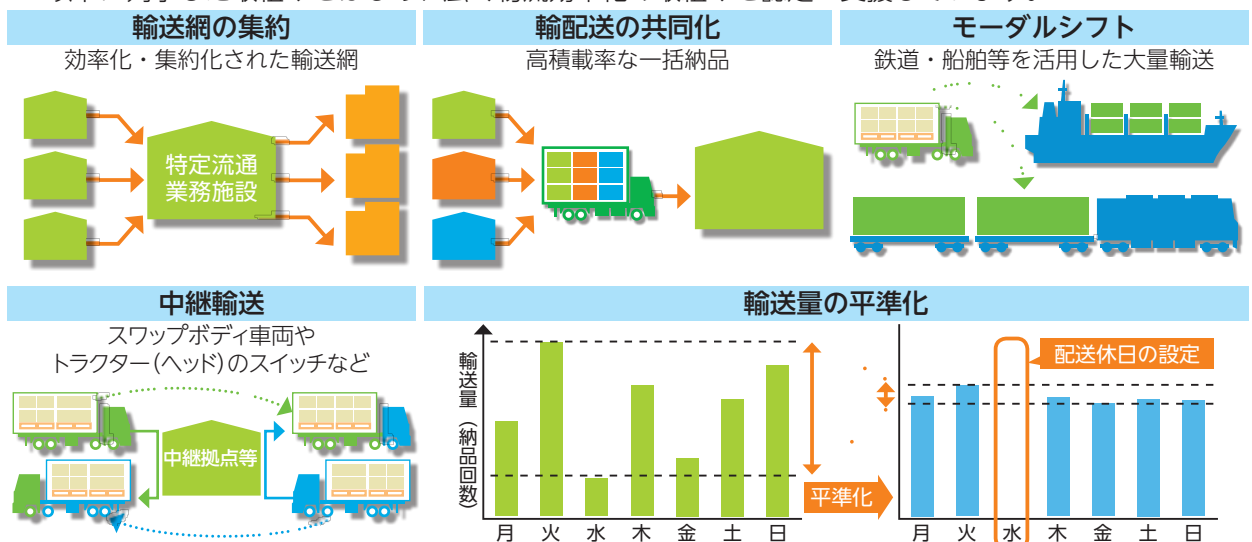 輸送網の集約
効率化・集約化された輸送網
特定流通
業務施設
輸配送の共同化
高積載率な一括納品
モーダルシフト
鉄道・船舶等を活用した大量輸送
中継輸送
スワップボディ車両や
トラクター(ヘッド)のスイッチなど
中継拠点等
輸送量の平準化
輸送量(納品回数)
月 火 水 木 金 土 日
平準化
配送休日の設定
月 火 水 木 金 土 日